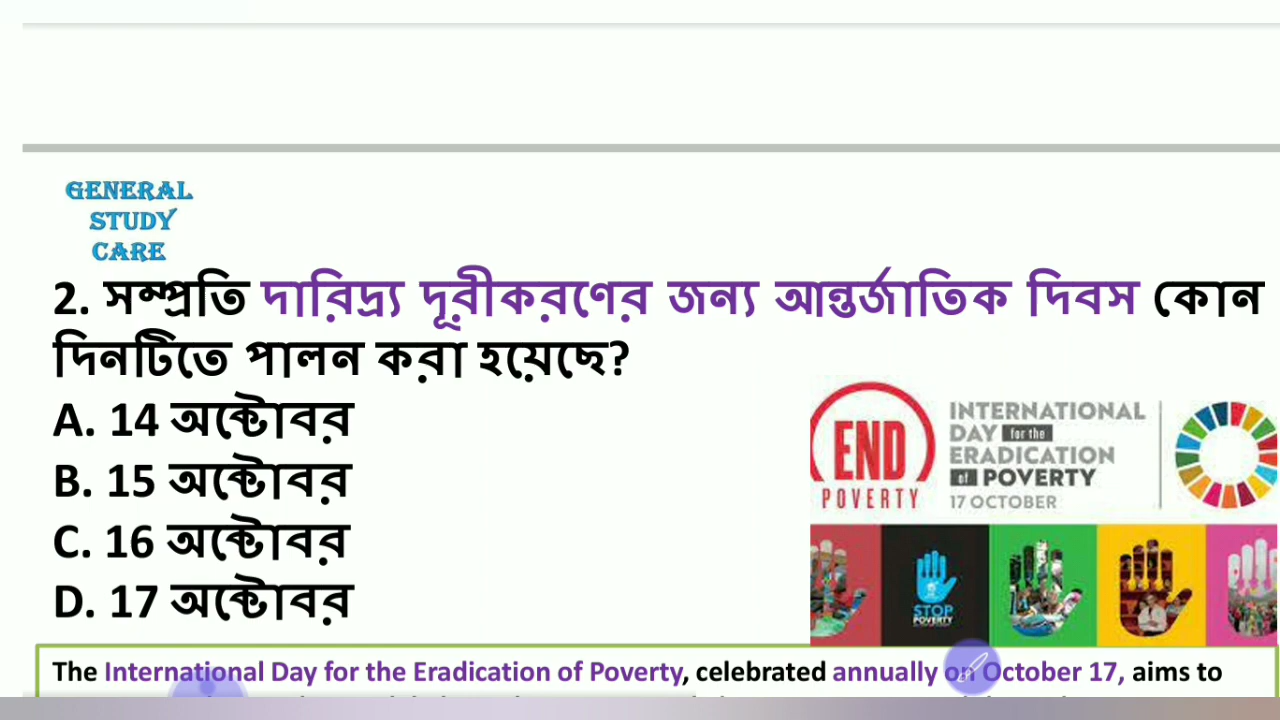 GENERAL
STUDY
CARE
2. সম্প্রতি দারিদ্র্য দূরীকরণের জন্য আন্তর্জাতিক দিবস কোন
দিনটিতে পালন করা হয়েছে?
A. 14 অক্টোবর
B. 15 অক্টোবর
C. 16 অক্টোবর
D. 17 অক্টোবর
END
POVERTY
INTERNATIONAL
DAY for the
ERADICATION
of POVERTY
17 OCTOBER
STOP
POVERTY
The International Day for the Eradication of Poverty, celebrated annually on October 17, aims to